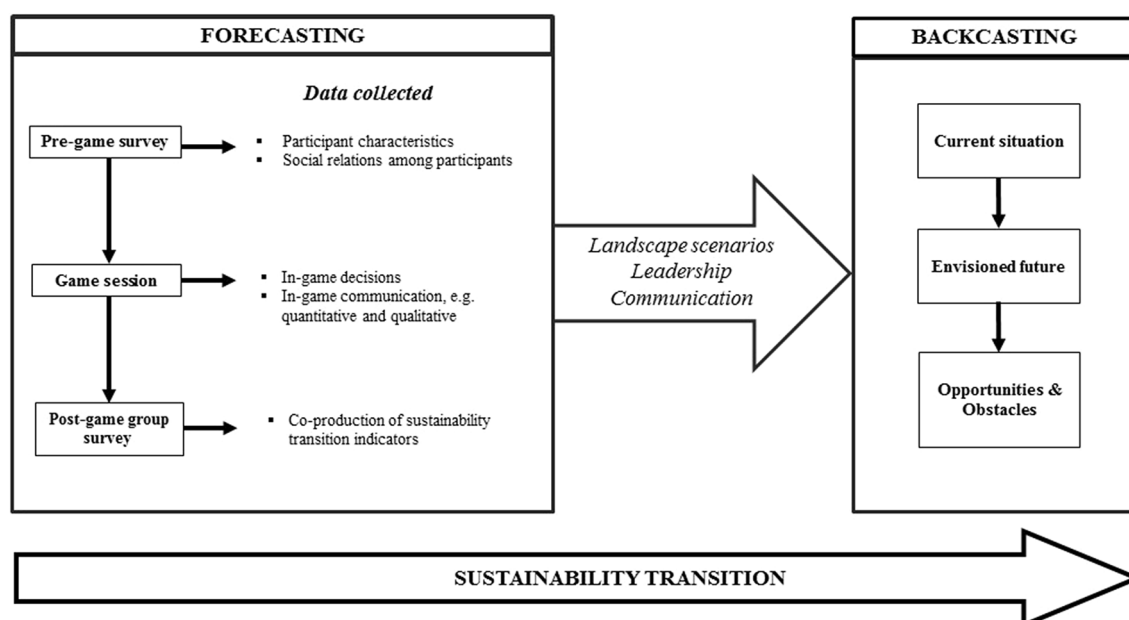 FORECASTING
Data collected
Pre-game survey
▪ Participant characteristics
▪ Social relations among participants
Game session
▪ In-game decisions
▪ In-game communication, e.g.
quantitative and qualitative
Post-game group
survey
▪ Co-production of sustainability
transition indicators
Landscape scenarios
Leadership
Communication
BACKCASTING
Current situation
Envisioned future
Opportunities &
Obstacles
SUSTAINABILITY TRANSITION